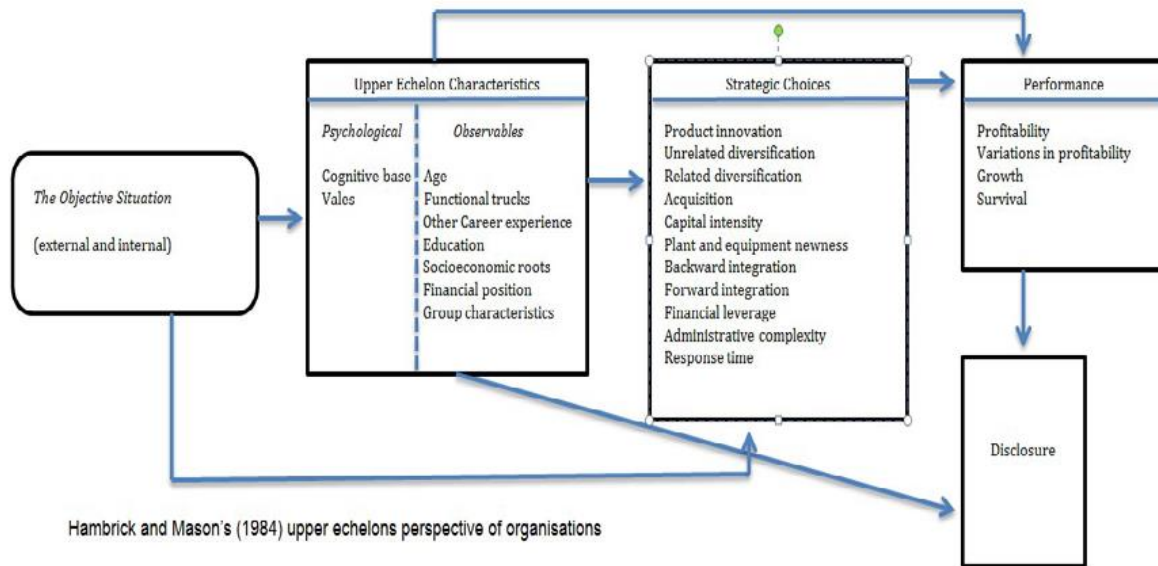 Upper Echelon Characteristics
Psychological
Observables
Cognitive base
Vales
Age
Functional trucks
Other Career experience
Education
Socioeconomic roots
Financial position
Group characteristics
The Objective Situation
(external and internal)
Strategic Choices
Product innovation
Unrelated diversification
Related diversification
Acquisition
Capital intensity
Plant and equipment newness
Backward integration
Forward integration
Financial leverage
Administrative complexity
Response time
Performance
Profitability
Variations in profitability
Growth
Survival
Disclosure
Hambrick and Mason's (1984) upper echelons perspective of organisations